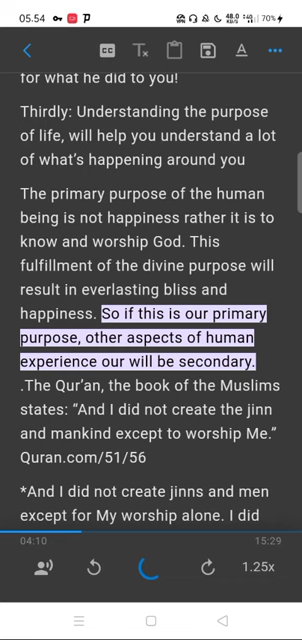 05.54
48.0 KB/S
70%
CC
for what he did to you!
Thirdly: Understanding the purpose
of life, will help you understand a lot
of what's happening around you
The primary purpose of the human
being is not happiness rather it is to
know and worship God. This
fulfillment of the divine purpose will
result in everlasting bliss and
happiness. So if this is our primary
purpose, other aspects of human
experience our will be secondary.
.The Qur'an, the book of the Muslims
states: “And I did not create the jinn
and mankind except to worship Me.”
Quran.com/51/56
*And I did not create jinns and men
except for My worship alone. I did
04:10
15:29
1.25x